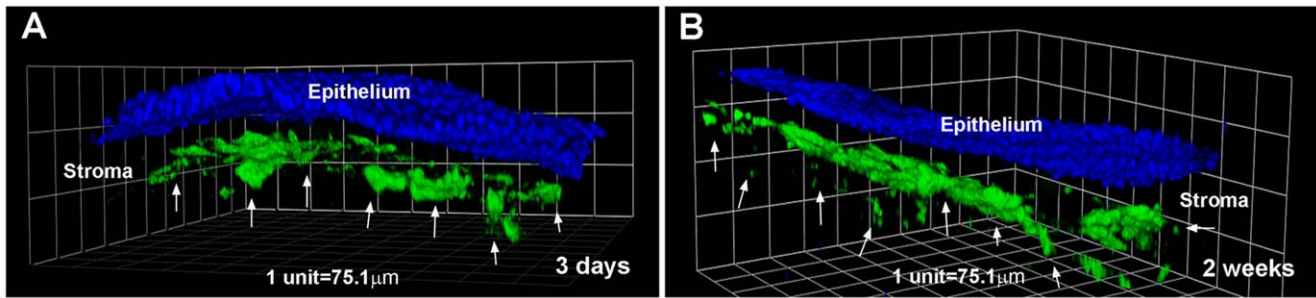 A
Epithelium
Stroma
1 unit=75.1μm
3 days
B
Epithelium
Stroma
1 unit=75.1μm
2 weeks